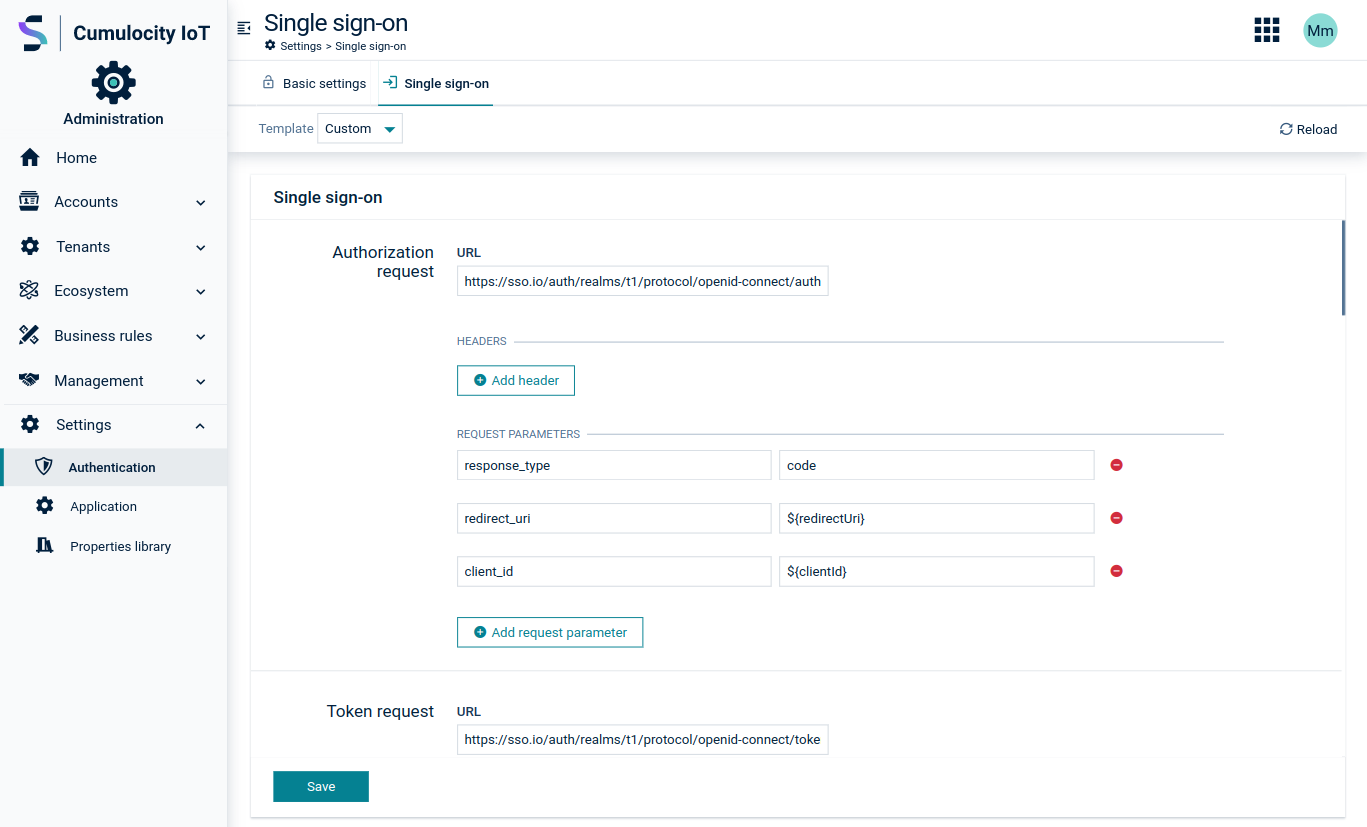 Cumulocity IoT
Administration
Home
Accounts
Tenants
Ecosystem
Business rules
Management
Settings
Authentication
Application
Properties library
Single sign-on
Settings > Single sign-on
Mm
Basic settings
Single sign-on
Template
Custom
Reload
Single sign-on
Authorization
request
URL
https://sso.io/auth/realms/t1/protocol/openid-connect/auth
HEADERS
Add header
REQUEST PARAMETERS
response_type
code
redirect_uri
${redirectUri}
client_id
${clientId}
Add request parameter
Token request
URL
https://sso.io/auth/realms/t1/protocol/openid-connect/toke
Save